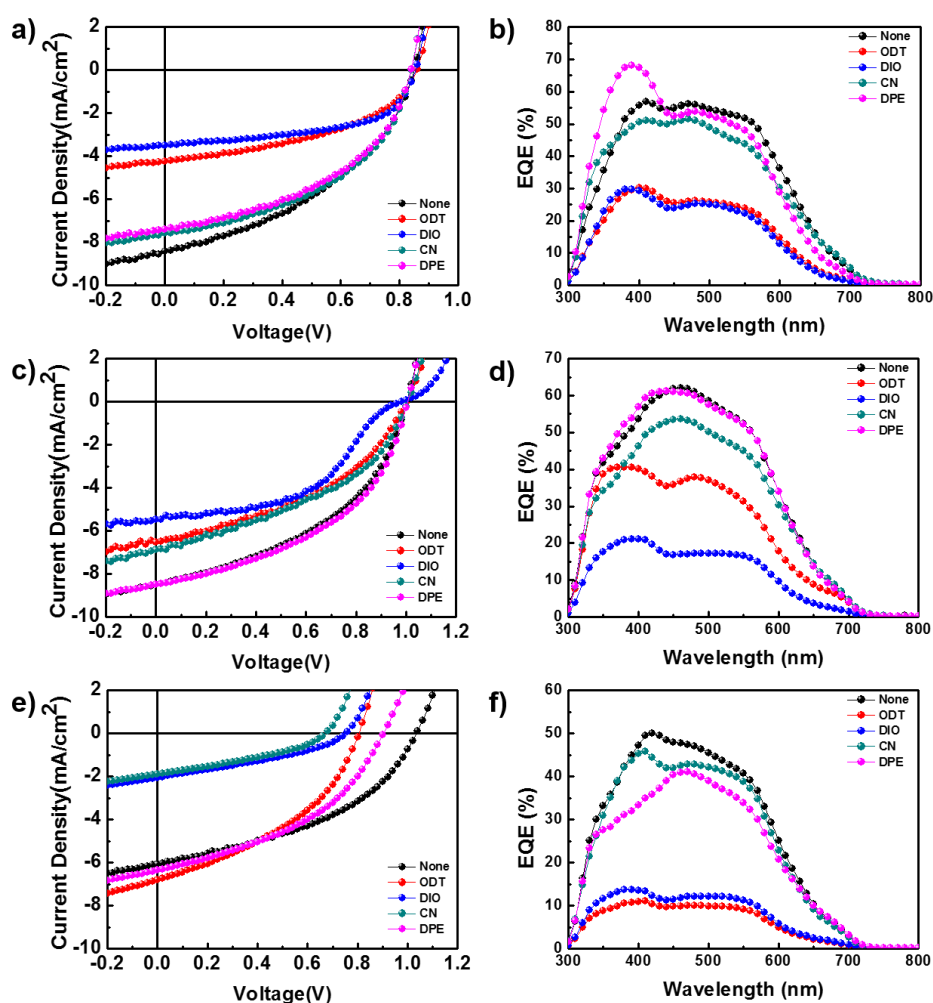 a)
Current Density(mA/cm²)
2
0
-2
-4
-6
-8
-10
-0.2 0.0 0.2 0.4 0.6 0.8 1.0
Voltage(V)
None
ODT
DIO
CN
DPE
b)
EQE (%)
80
70
60
50
40
30
20
10
0
300 400 500 600 700 800
Wavelength (nm)
None
ODT
DIO
CN
DPE
c)
Current Density(mA/cm²)
2
0
-2
-4
-6
-8
-10
-0.2 0.0 0.2 0.4 0.6 0.8 1.0 1.2
Voltage(V)
None
ODT
DIO
CN
DPE
d)
EQE (%)
70
60
50
40
30
20
10
0
300 400 500 600 700 800
Wavelength (nm)
None
ODT
DIO
CN
DPE
e)
Current Density(mA/cm²)
2
0
-2
-4
-6
-8
-10
-0.2 0.0 0.2 0.4 0.6 0.8 1.0 1.2
Voltage(V)
None
ODT
DIO
CN
DPE
f)
EQE (%)
60
50
40
30
20
10
0
300 400 500 600 700 800
Wavelength (nm)
None
ODT
DIO
CN
DPE